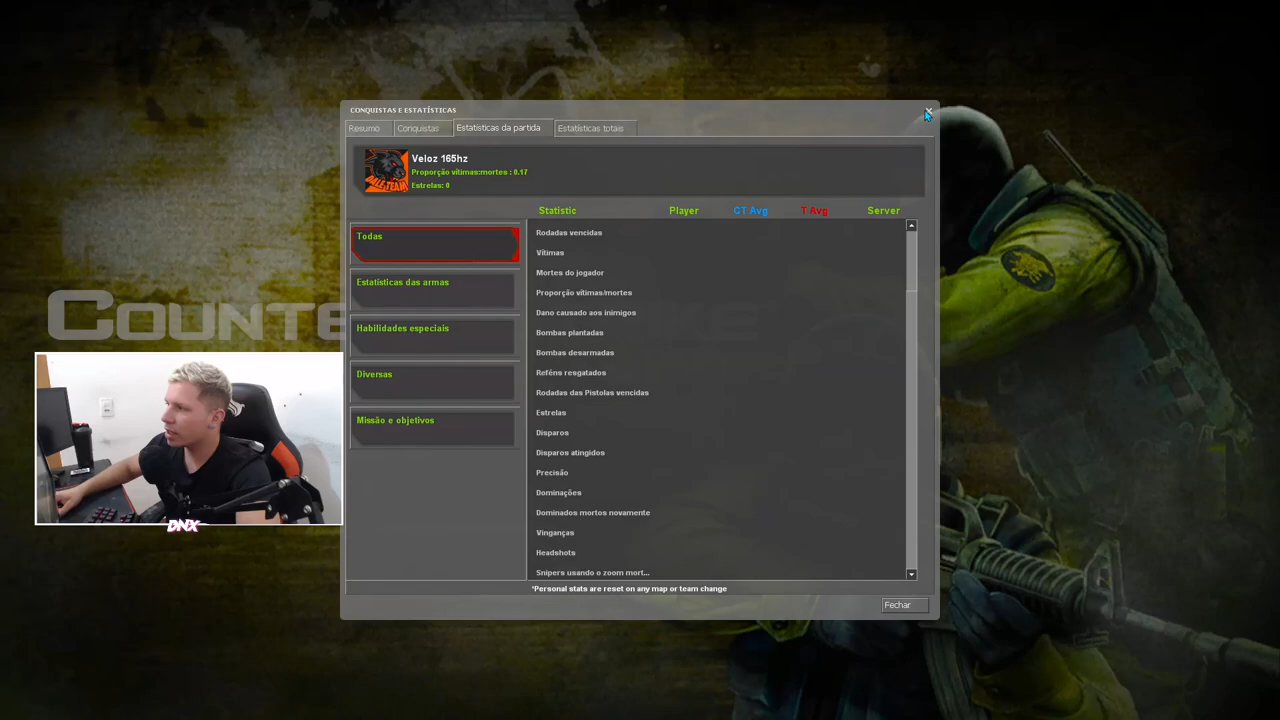 CONQUISTAS E ESTATÍSTICAS
Resumo
Conquistas
Estatísticas da partida
Estatísticas totais
Veloz 165hz
Proporção vítimas:mortes : 0.17
Estrelas: 0
Statistic Player CT Avg T Avg Server
Todas
Estatísticas das armas
Habilidades especiais
Diversas
Missão e objetivos
Rodadas vencidas
Vítimas
Mortes do jogador
Proporção vítimas/mortes
Dano causado aos inimigos
Bombas plantadas
Bombas desarmadas
Reféns resgatados
Rodadas das Pistolas vencidas
Estrelas
Disparos
Disparos atingidos
Precisão
Dominações
Dominados mortos novamente
Vinganças
Headshots
Snipers usando o zoom mort...
*Personal stats are reset on any map or team change
Fechar
DNX